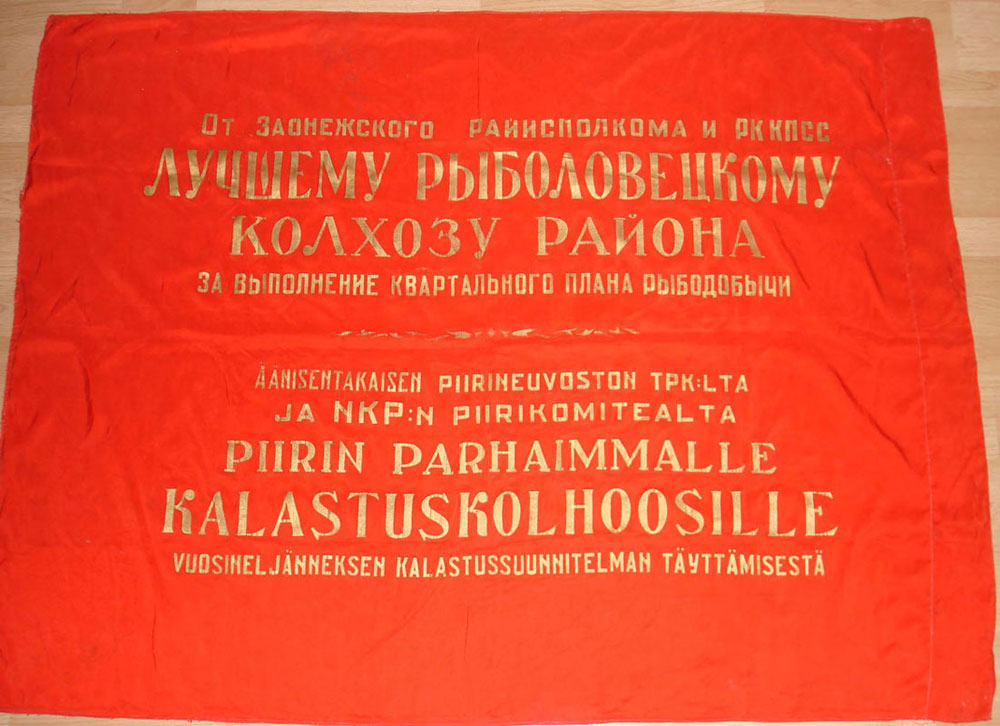 От ЗАОНЕЖСКОГО РАЙИСПОЛКОМА И РК КПСС
ЛУЧШЕМУ РЫБОЛОВЕЦКОМУ
КОЛХОЗУ РАЙОНА
ЗА ВЫПОЛНЕНИЕ КВАРТАЛЬНОГО ПЛАНА РЫБОДОБЫЧИ
ÄÄNISENTAKAISEN PIIRINEUVOSTON TPK:LTA
JA NKP:N PIIRIKOMITEALTA
PIIRIN PARHAIMMALLE
KALASTUSKOLHOOSILLE
VUOSINELJÄNNEKSEN KALASTUSSUUNNITELMAN TÄYTTÄMISESTÄ